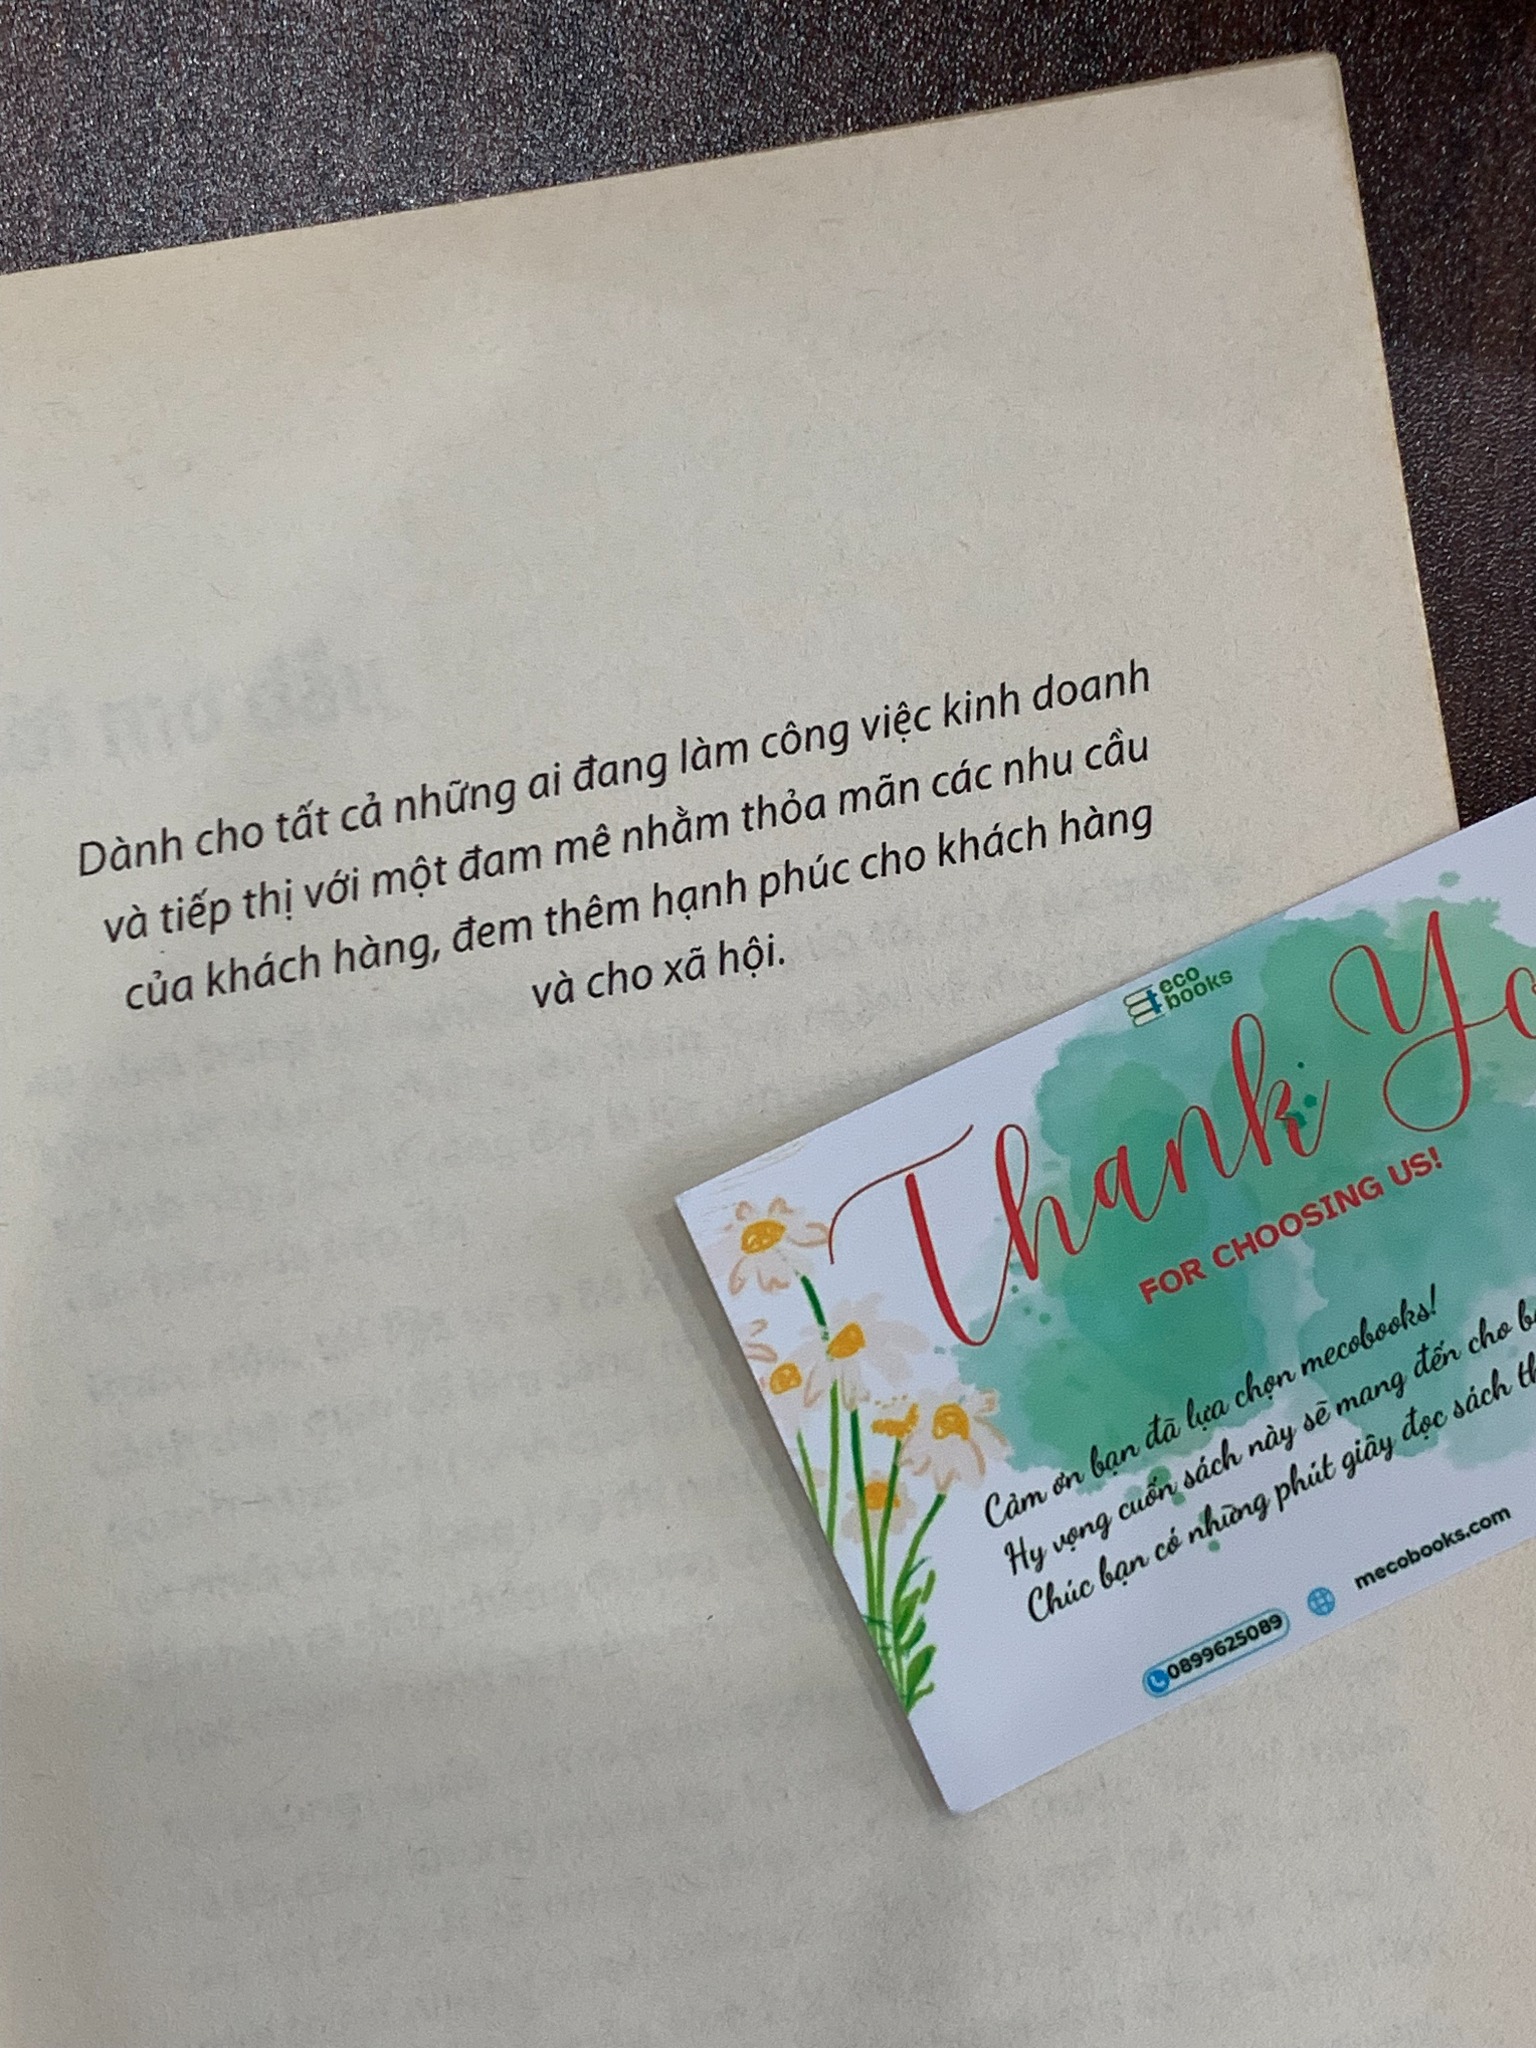 Dành cho tất cả những ai đang làm công việc kinh doanh
và tiếp thị với một đam mê nhằm thỏa mãn các nhu cầu
của khách hàng, đem thêm hạnh phúc cho khách hàng
và cho xã hội.
eco
books
Thank Yo
FOR CHOOSING US!
Cảm ơn bạn đã lựa chọn mecobooks!
Hy vọng cuốn sách này sẽ mang đến cho
Chúc bạn có những phút giây đọc sách
0899625089
mecobooks.com